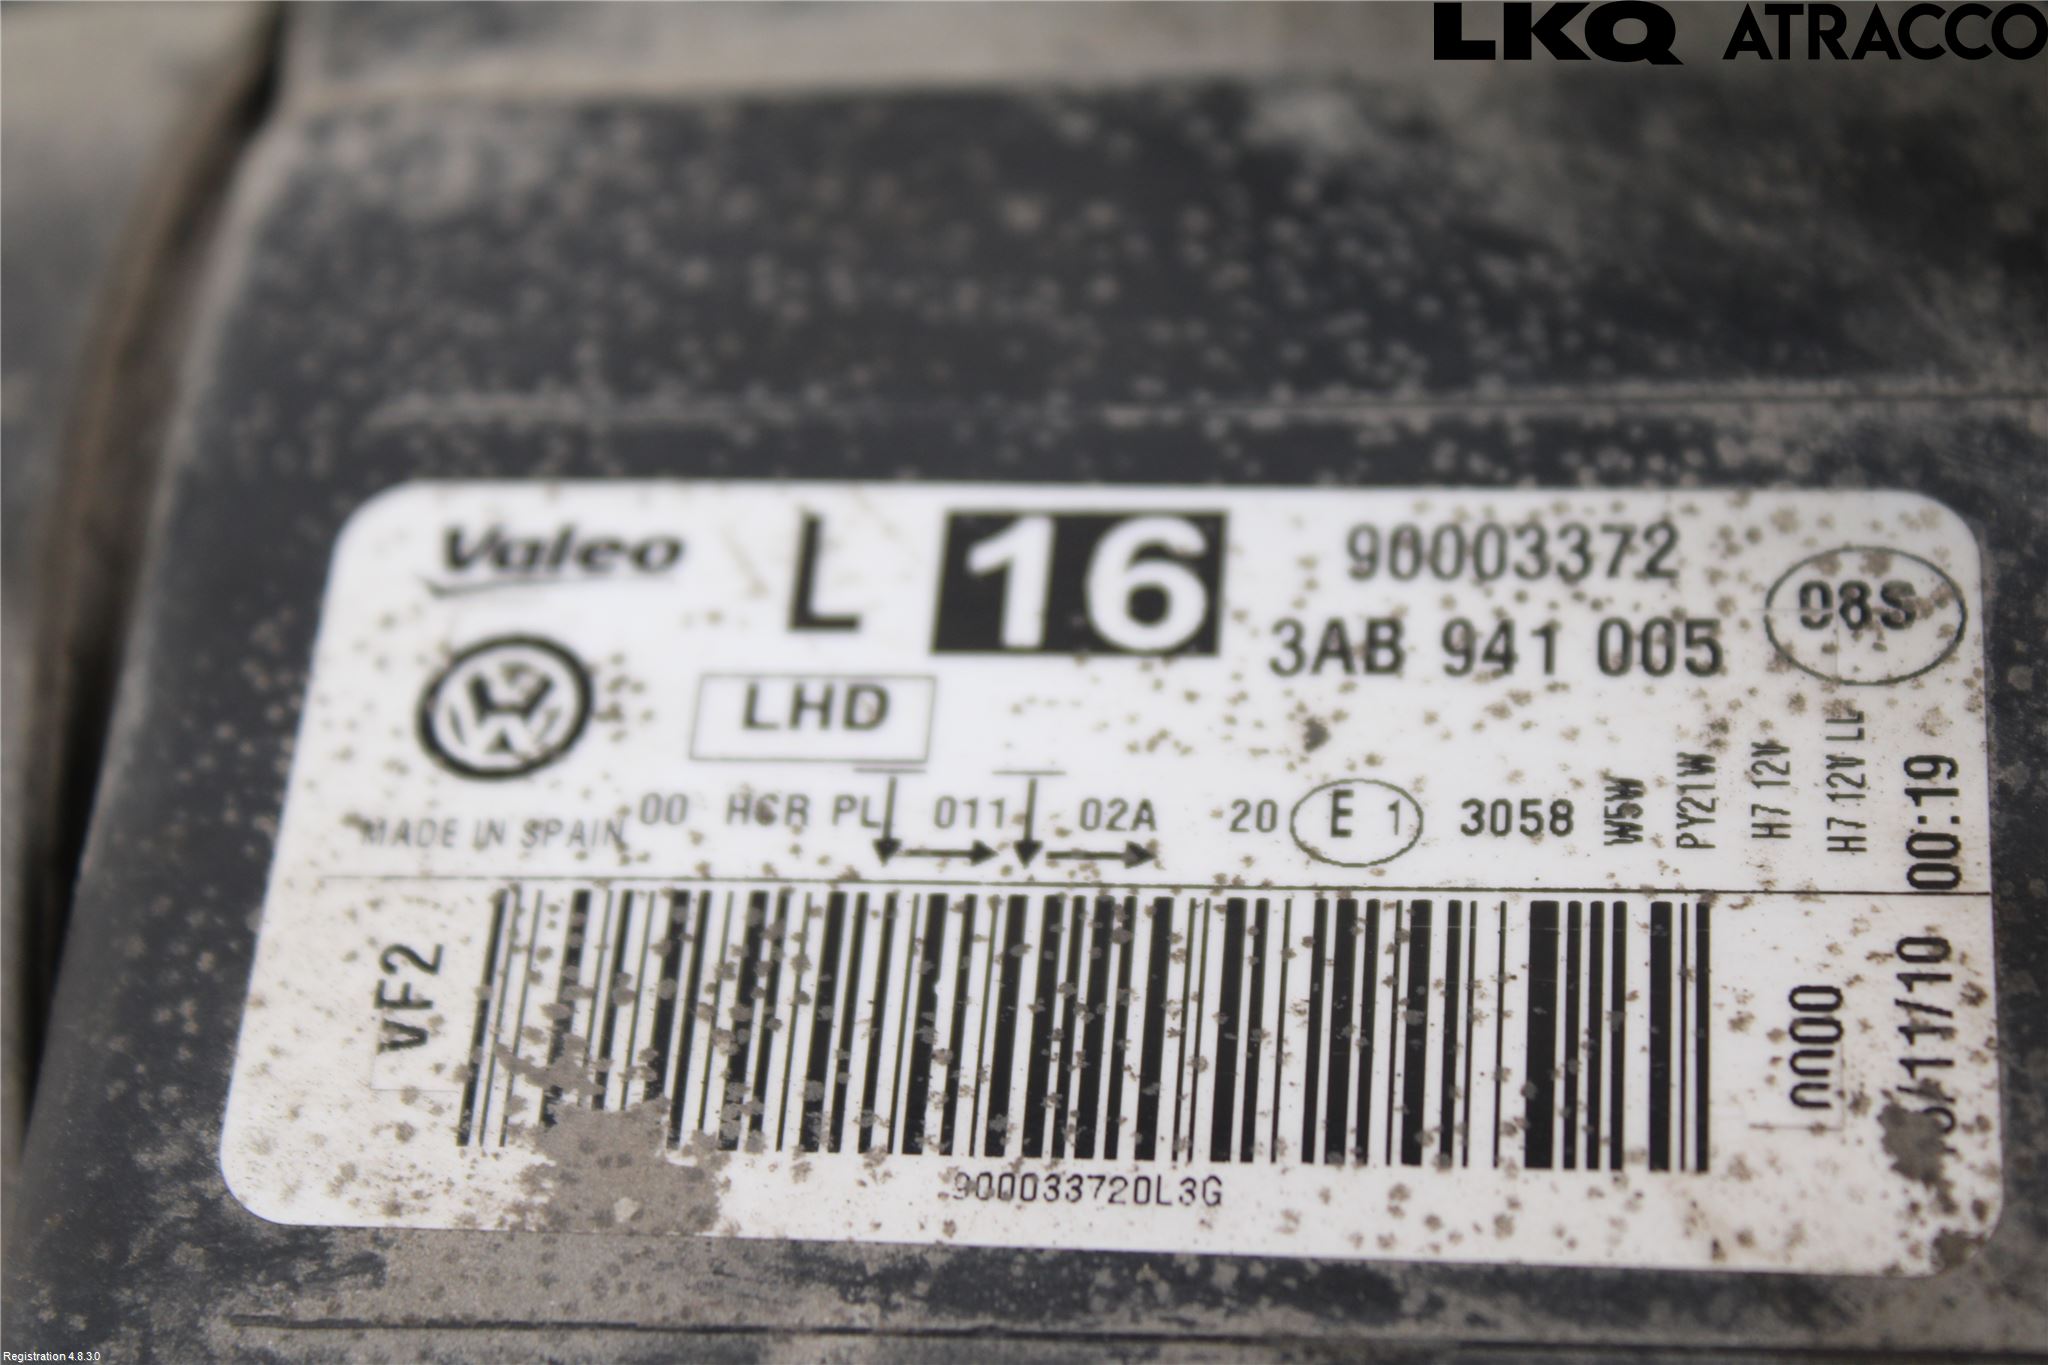 LKQ ATRACCO
Valeo L 16 90003372
3AB 941 005 08S
LHD
MADE IN SPAIN 00 HCR PL 011 02A 20 E 1 3058
W5W
PY21W
H7 12V
H7 12V LL
00:19
VF2
0000
/11/10
900033720L3G
Registration 4.8.3.0